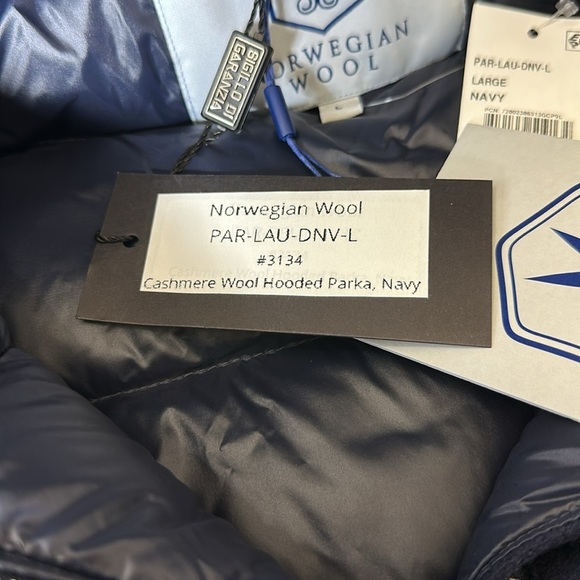 SIGILLO DI
GARANZIA
NORWEGIAN
WOOL
L
PAR-LAU-DNV-L
LARGE
NAVY
Norwegian Wool
PAR-LAU-DNV-L
#3134
Cashmere Wool Hooded Parka, Navy